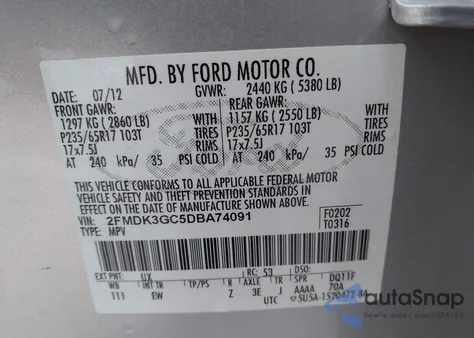 MFD. BY FORD MOTOR CO.
DATE: 07/12 GVWR: 2440 KG ( 5380 LB)
FRONT GAWR: REAR GAWR:
1297 KG ( 2860 LB) WITH 1157 KG ( 2550 LB) WITH
P235/65R17 103T TIRES P235/65R17 103T TIRES
17x7.5J RIMS 17x7.5J RIMS
AT 240 kPa/ 35 PSI COLD AT 240 kPa/ 35 PSI COLD
THIS VEHICLE CONFORMS TO ALL APPLICABLE FEDERAL MOTOR
VEHICLE SAFETY AND THEFT PREVENTION STANDARDS IN
EFFECT ON THE DATE OF MANUFACTURE SHOWN ABOVE.
VIN: 2FMDK3GC5DBA74091 F0202
TYPE: MPV T0316
EXT PNT: UX RC: 53 DSO:
WB INT TR TP/PS R AXLE TR SPR DQ11F
111 EW Z 3E J AAAA 70A
UTC
autoSnap